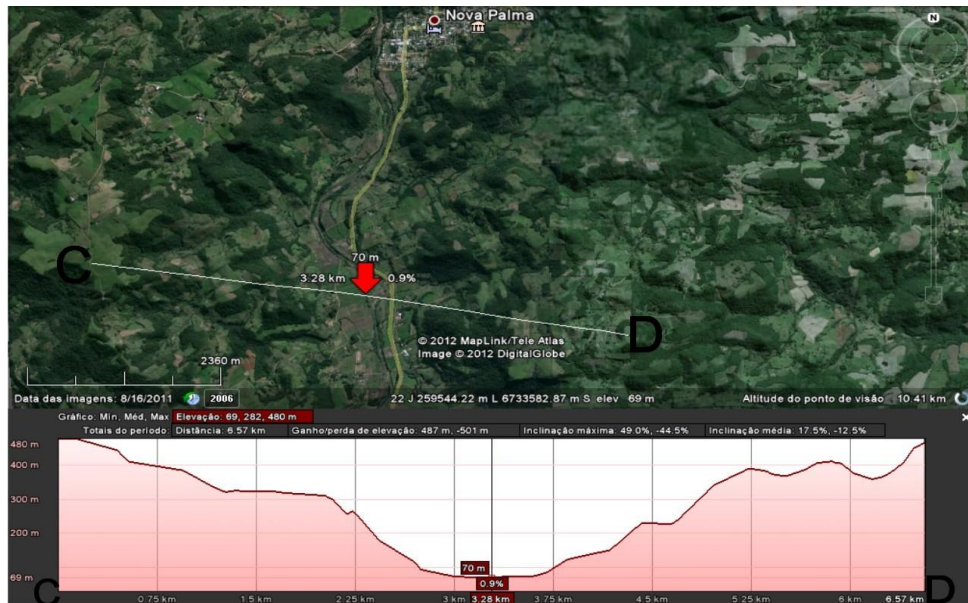 Nova Palma
N
C
70 m
3.28 km 0.9%
D
© 2012 MapLink/Tele Atlas
Image © 2012 DigitalGlobe
2360 m
Data das imagens: 8/16/2011 2006 22 J 259544.22 m L 6733582.87 m S elev 69 m Altitude do ponto de visão 10.41 km
Gráfico: Mín, Méd, Max Elevação: 69, 282, 480 m
Totais do período: Distância: 6.57 km Ganho/perda de elevação: 487 m, -501 m Inclinação máxima: 49.0%, -44.5% Inclinação média: 17.5%, -12.5%
480 m
400 m
300 m
200 m
70 m
69 m
0.9%
C D
0.75 km 1.5 km 2.25 km 3 km 3.28 km 3.75 km 4.5 km 5.25 km 6 km 6.57 km